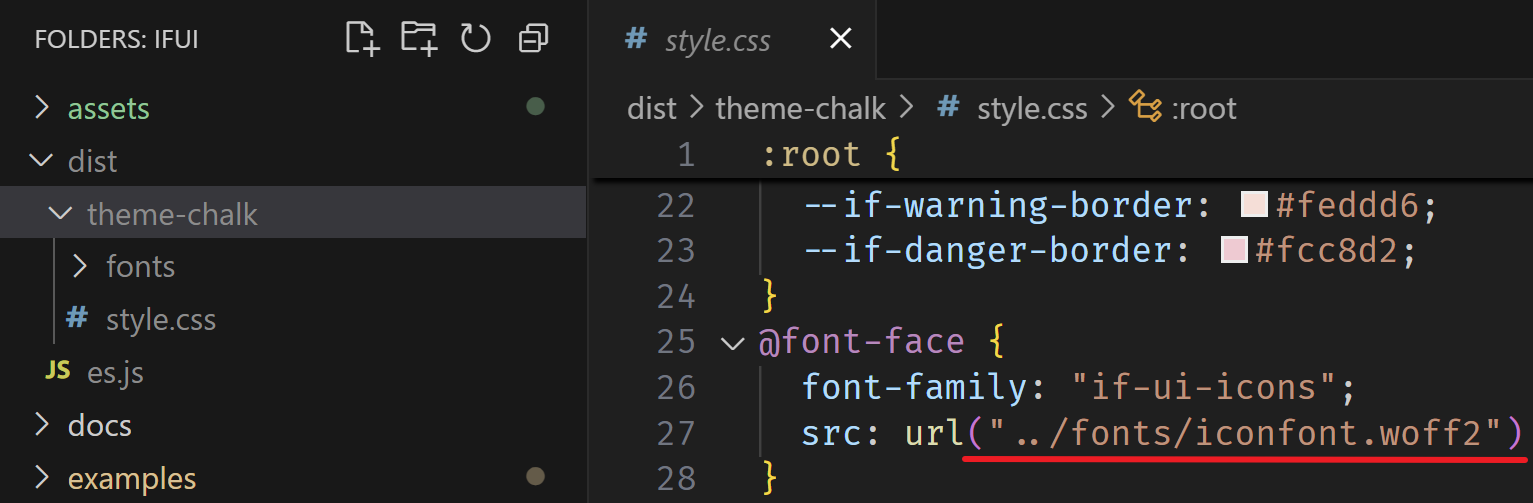 FOLDERS: IFUI
assets
dist
theme-chalk
fonts
style.css
JS es.js
docs
examples
# style.css
dist > theme-chalk > # style.css > :root
1 :root {
22 --if-warning-border: #feddd6;
23 --if-danger-border: #fcc8d2;
24 }
25 @font-face {
26 font-family: "if-ui-icons";
27 src: url("../fonts/iconfont.woff2")
28 }